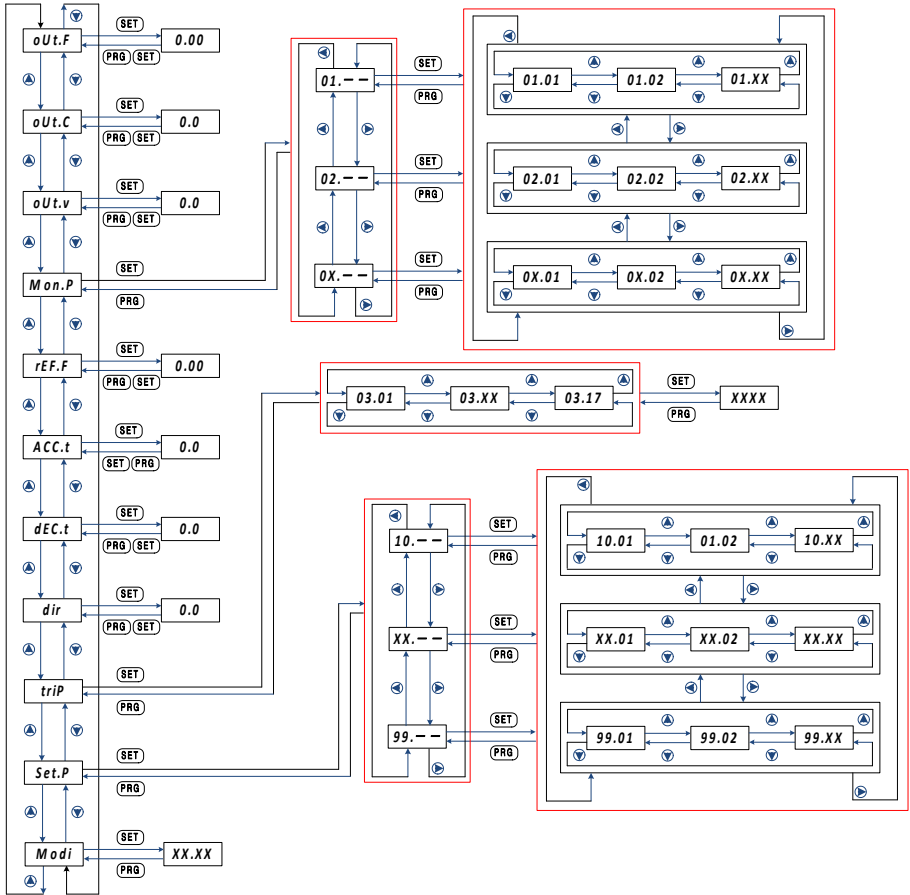 oUt.F
SET
PRG SET
0.00
oUt.C
SET
PRG SET
0.0
oUt.v
SET
PRG SET
0.0
Mon.P
SET
PRG
01.--
SET
PRG
01.01
01.02
01.XX
02.--
SET
PRG
02.01
02.02
02.XX
0X.--
SET
PRG
0X.01
0X.02
0X.XX
rEF.F
SET
PRG SET
0.00
ACC.t
SET
SET PRG
0.0
dEC.t
SET
PRG SET
0.0
dir
SET
PRG SET
0.0
triP
SET
PRG
03.01
03.XX
03.17
SET
PRG
XXXX
Set.P
SET
PRG
10.--
SET
PRG
10.01
01.02
10.XX
XX.--
SET
PRG
XX.01
XX.02
XX.XX
99.--
SET
PRG
99.01
99.02
99.XX
Modi
SET
PRG
XX.XX